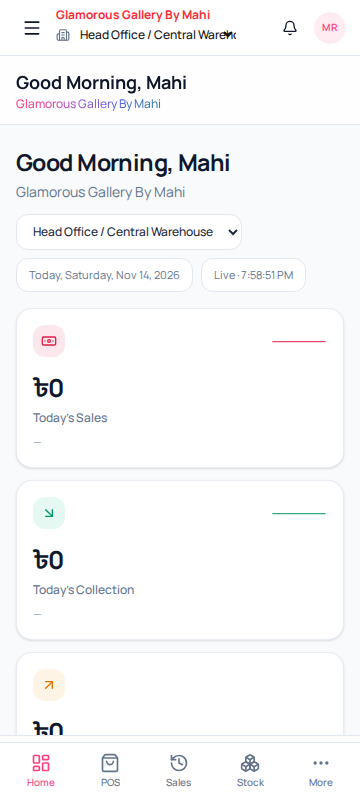 Glamorous Gallery By Mahi
Head Office / Central
MR
Good Morning, Mahi
Glamorous Gallery By Mahi
Good Morning, Mahi
Glamorous Gallery By Mahi
Head Office / Central Warehouse
Today, Saturday, Nov 14, 2026
Live · 7:58:51 PM
৳0
Today's Sales
—
৳0
Today's Collection
—
৳0
Home
POS
Sales
Stock
More